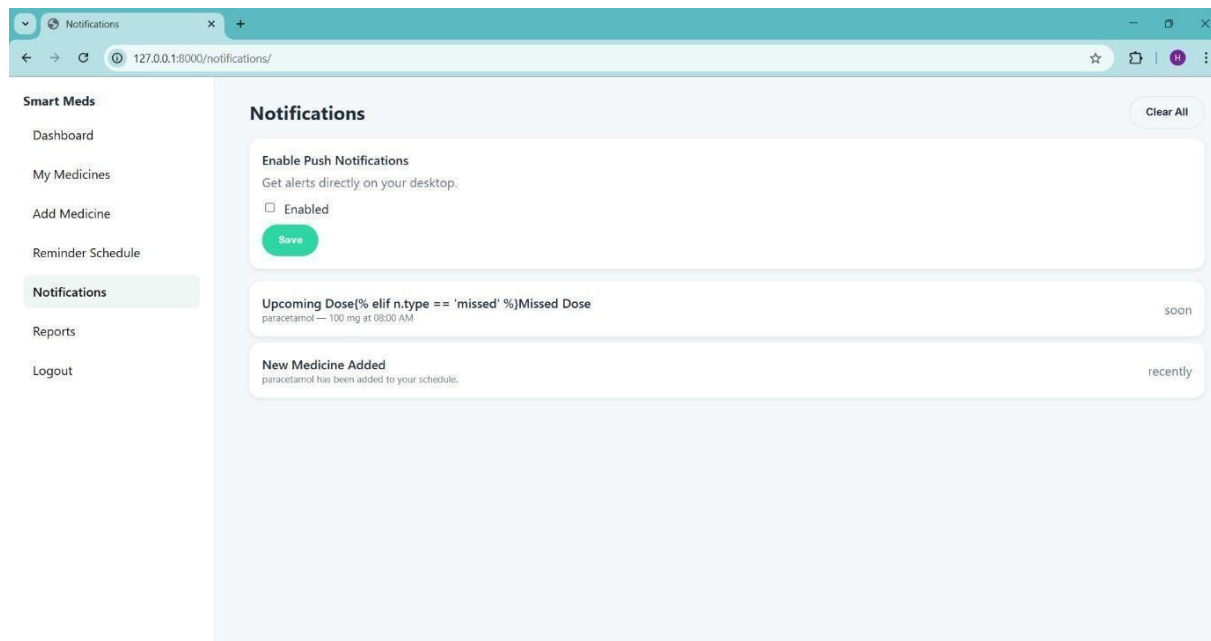 Notifications
127.0.0.1:8000/notifications/
H
Smart Meds
Dashboard
My Medicines
Add Medicine
Reminder Schedule
Notifications
Reports
Logout
Notifications
Clear All
Enable Push Notifications
Get alerts directly on your desktop.
Enabled
Save
Upcoming Dose{% elif n.type == 'missed' %}Missed Dose
paracetamol — 100 mg at 08:00 AM
soon
New Medicine Added
paracetamol has been added to your schedule.
recently